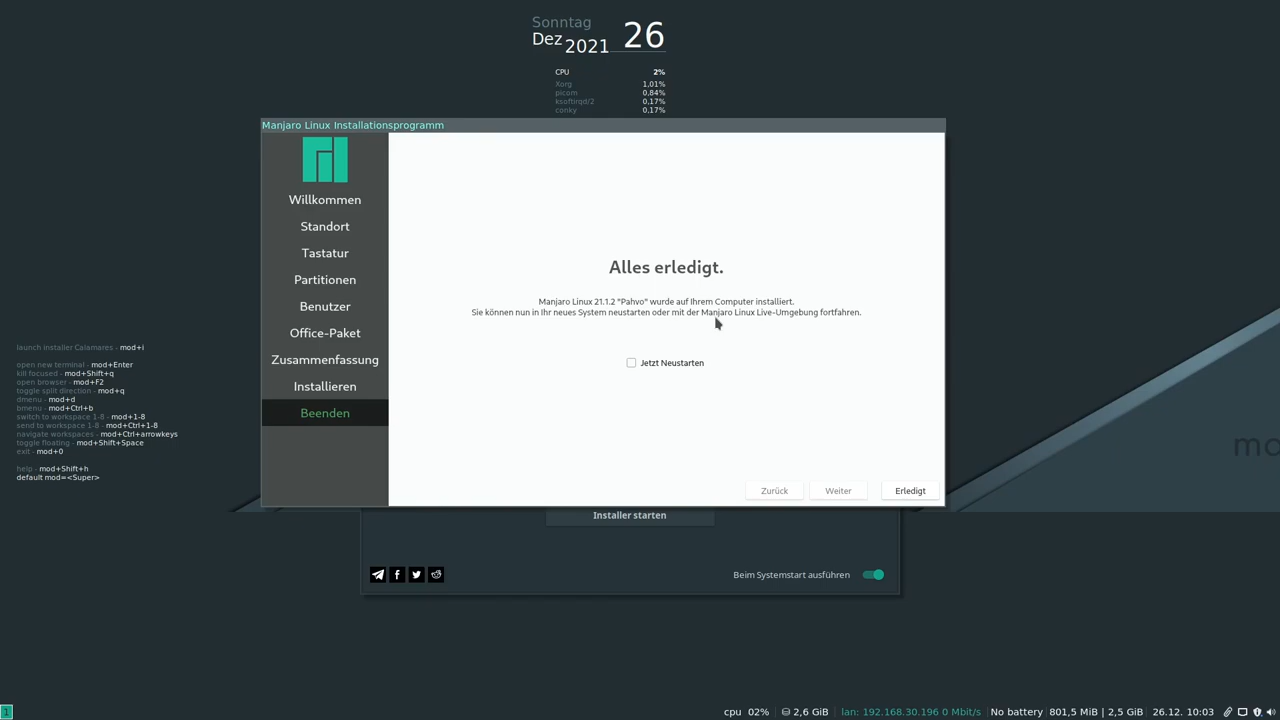 Sonntag
Dez 2021 26
CPU 2%
Xorg 1,01%
picom 0,84%
ksoftirqd/2 0,17%
conky 0,17%
Manjaro Linux Installationsprogramm
Willkommen
Standort
Tastatur
Partitionen
Benutzer
Office-Paket
Zusammenfassung
Installieren
Beenden
Alles erledigt.
Manjaro Linux 21.1.2 "Pahvo" wurde auf Ihrem Computer installiert.
Sie können nun in Ihr neues System neustarten oder mit der Manjaro Linux Live-Umgebung fortfahren.
Jetzt Neustarten
Zurück Weiter Erledigt
launch installer Calamares - mod+i
open new terminal - mod+Enter
kill focused - mod+Shift+q
open browser - mod+F2
toggle split direction - mod+q
dmenu - mod+d
bmenu - mod+Ctrl+b
switch to workspace 1-8 - mod+1-8
send to workspace 1-8 - mod+Ctrl+1-8
navigate workspaces - mod+Ctrl+arrowkeys
toggle floating - mod+Shift+Space
exit - mod+0
help - mod+Shift+h
default mod=<Super>
mo
Installer starten
Beim Systemstart ausführen
1
cpu 02% 2,6 GiB lan: 192.168.30.196 0 Mbit/s No battery 801,5 MiB | 2,5 GiB 26.12. 10:03